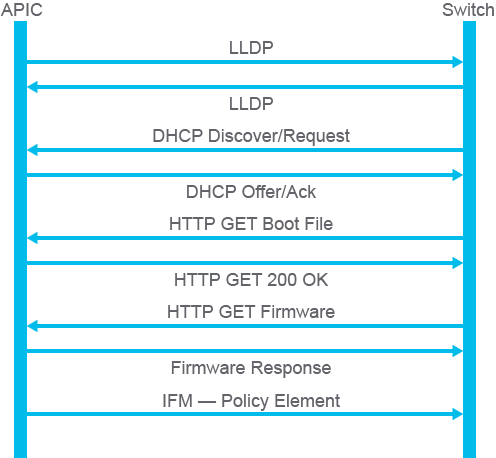 APIC
Switch
LLDP
LLDP
DHCP Discover/Request
DHCP Offer/Ack
HTTP GET Boot File
HTTP GET 200 OK
HTTP GET Firmware
Firmware Response
IFM — Policy Element